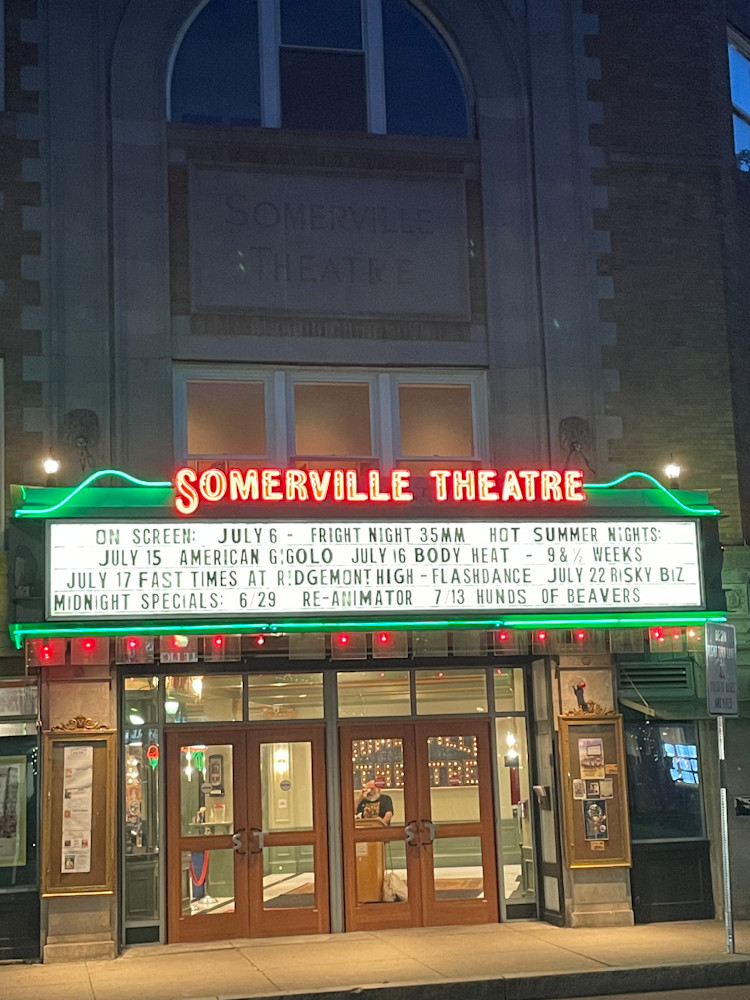 SOMERVILLE
THEATRE
SOMERVILLE THEATRE
ON SCREEN: JULY 6 - FRIGHT NIGHT 35MM HOT SUMMER NIGHTS:
JULY 15 AMERICAN GIGOLO JULY 16 BODY HEAT - 9 & ½ WEEKS
JULY 17 FAST TIMES AT RIDGEMONT HIGH - FLASHDANCE JULY 22 RISKY BIZ
MIDNIGHT SPECIALS: 6/29 RE-ANIMATOR 7/13 HUNDS OF BEAVERS